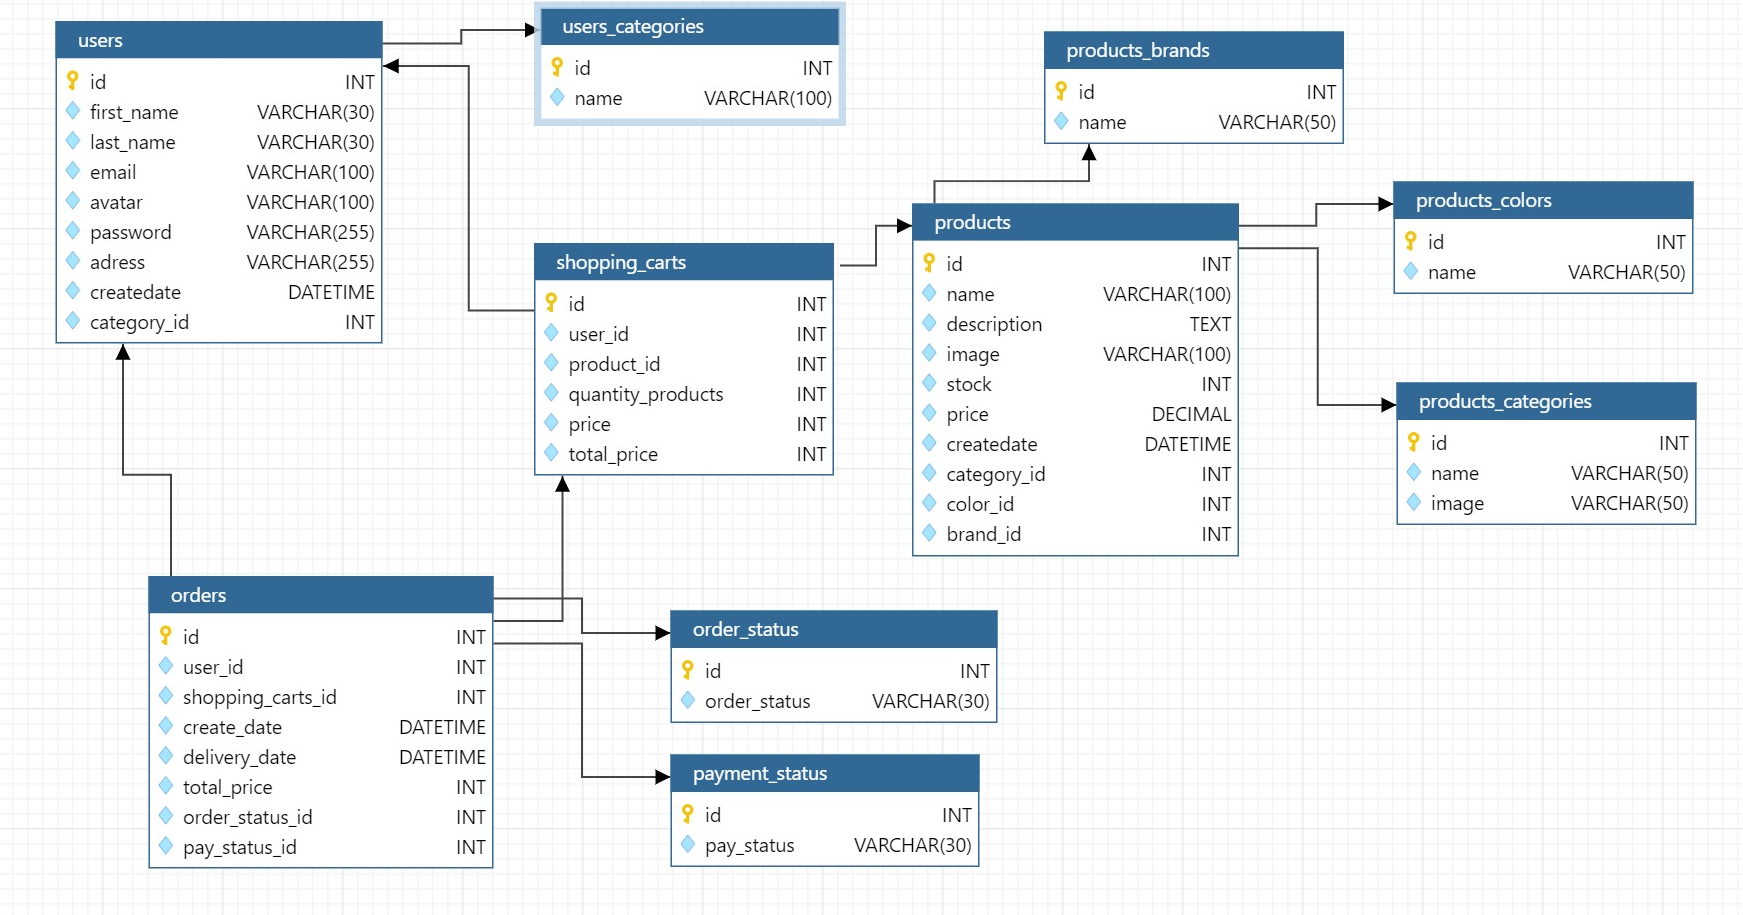 users
id INT
first_name VARCHAR(30)
last_name VARCHAR(30)
email VARCHAR(100)
avatar VARCHAR(100)
password VARCHAR(255)
adress VARCHAR(255)
createdate DATETIME
category_id INT
users_categories
id INT
name VARCHAR(100)
products_brands
id INT
name VARCHAR(50)
shopping_carts
id INT
user_id INT
product_id INT
quantity_products INT
price INT
total_price INT
products
id INT
name VARCHAR(100)
description TEXT
image VARCHAR(100)
stock INT
price DECIMAL
createdate DATETIME
category_id INT
color_id INT
brand_id INT
products_colors
id INT
name VARCHAR(50)
products_categories
id INT
name VARCHAR(50)
image VARCHAR(50)
orders
id INT
user_id INT
shopping_carts_id INT
create_date DATETIME
delivery_date DATETIME
total_price INT
order_status_id INT
pay_status_id INT
order_status
id INT
order_status VARCHAR(30)
payment_status
id INT
pay_status VARCHAR(30)